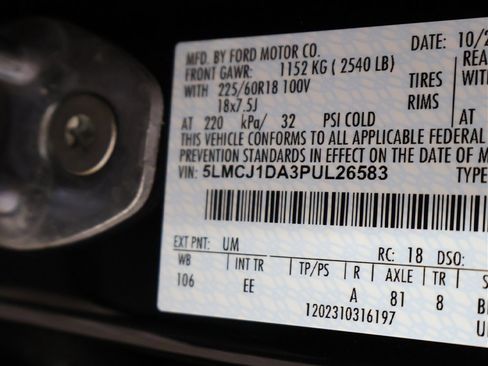 MFD. BY FORD MOTOR CO. DATE: 10/2
FRONT GAWR: 1152 KG ( 2540 LB) REA
WITH 225/60R18 100V TIRES WITH
18x7.5J RIMS
AT 220 kPa/ 32 PSI COLD AT
THIS VEHICLE CONFORMS TO ALL APPLICABLE FEDERAL
PREVENTION STANDARDS IN EFFECT ON THE DATE OF M
VIN: 5LMCJ1DA3PUL26583 TYPE
EXT PNT: UM RC: 18 DSO:
WB INT TR TP/PS R AXLE TR S
106 EE A 81 8 B
1202310316197 U